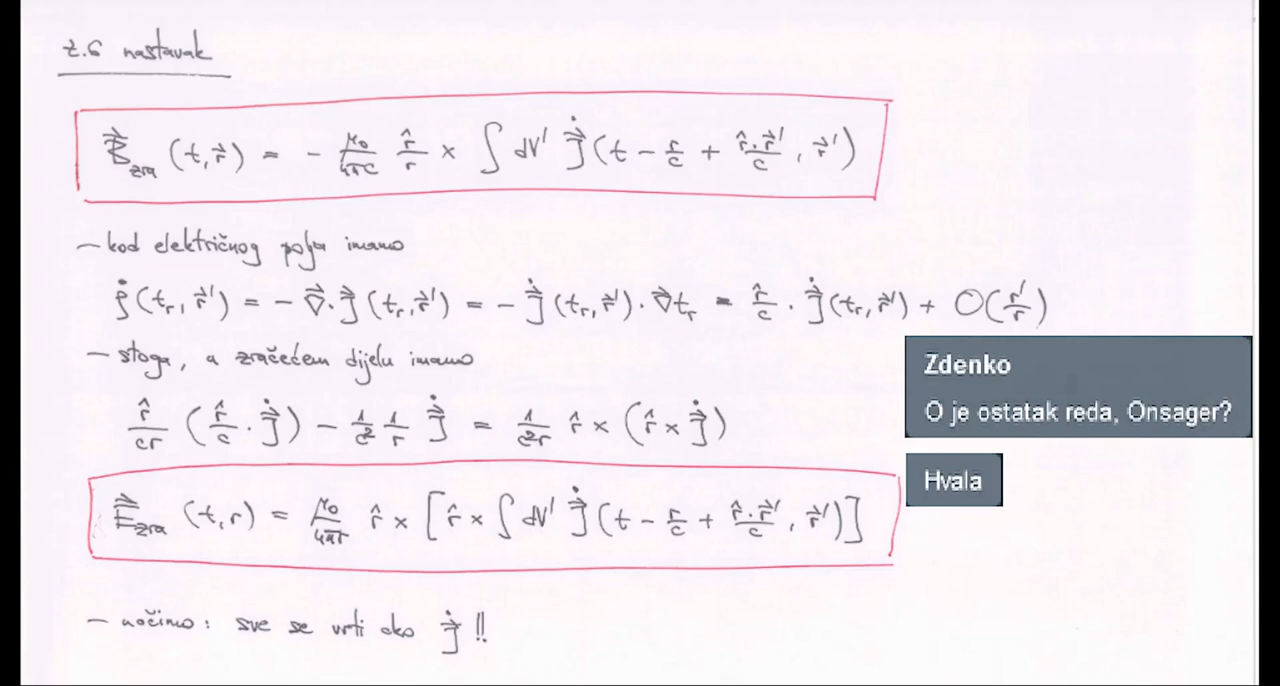 z.6 nastavak
B⃗_zra (t, r⃗) = - μ₀/4πc r̂/r × ∫ dV' j⃗̇ (t - r/c + r̂·r⃗'/c , r⃗')
- kod električnog polja imamo
ρ̇ (t_r, r⃗') = - ∇⃗·j⃗ (t_r, r⃗') = - j⃗̇ (t_r, r⃗') · ∇⃗t_r = r̂/c · j⃗̇ (t_r, r⃗') + O(r'/r)
- stoga, u zračećem dijelu imamo
r̂/cr (r̂/c · j⃗̇) - 1/c² 1/r j⃗̇ = 1/c²r r̂ × (r̂ × j⃗̇)
E⃗_zra (t, r) = μ₀/4πr r̂ × [r̂ × ∫ dV' j⃗̇ (t - r/c + r̂·r⃗'/c , r⃗')]
- uočimo: sve se vrti oko j⃗̇ !!
Zdenko
O je ostatak reda, Onsager?
Hvala